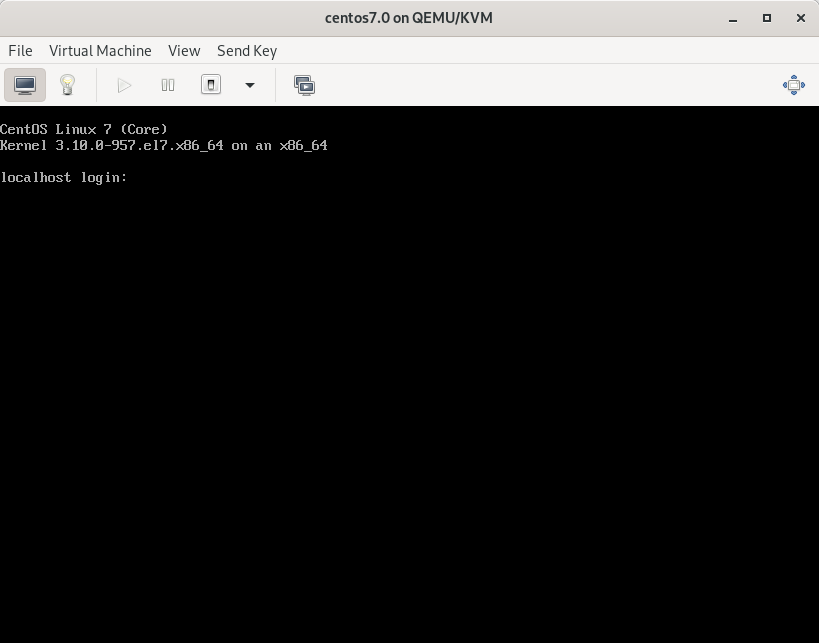 centos7.0 on QEMU/KVM
File Virtual Machine View Send Key
CentOS Linux 7 (Core)
Kernel 3.10.0-957.el7.x86_64 on an x86_64
localhost login: